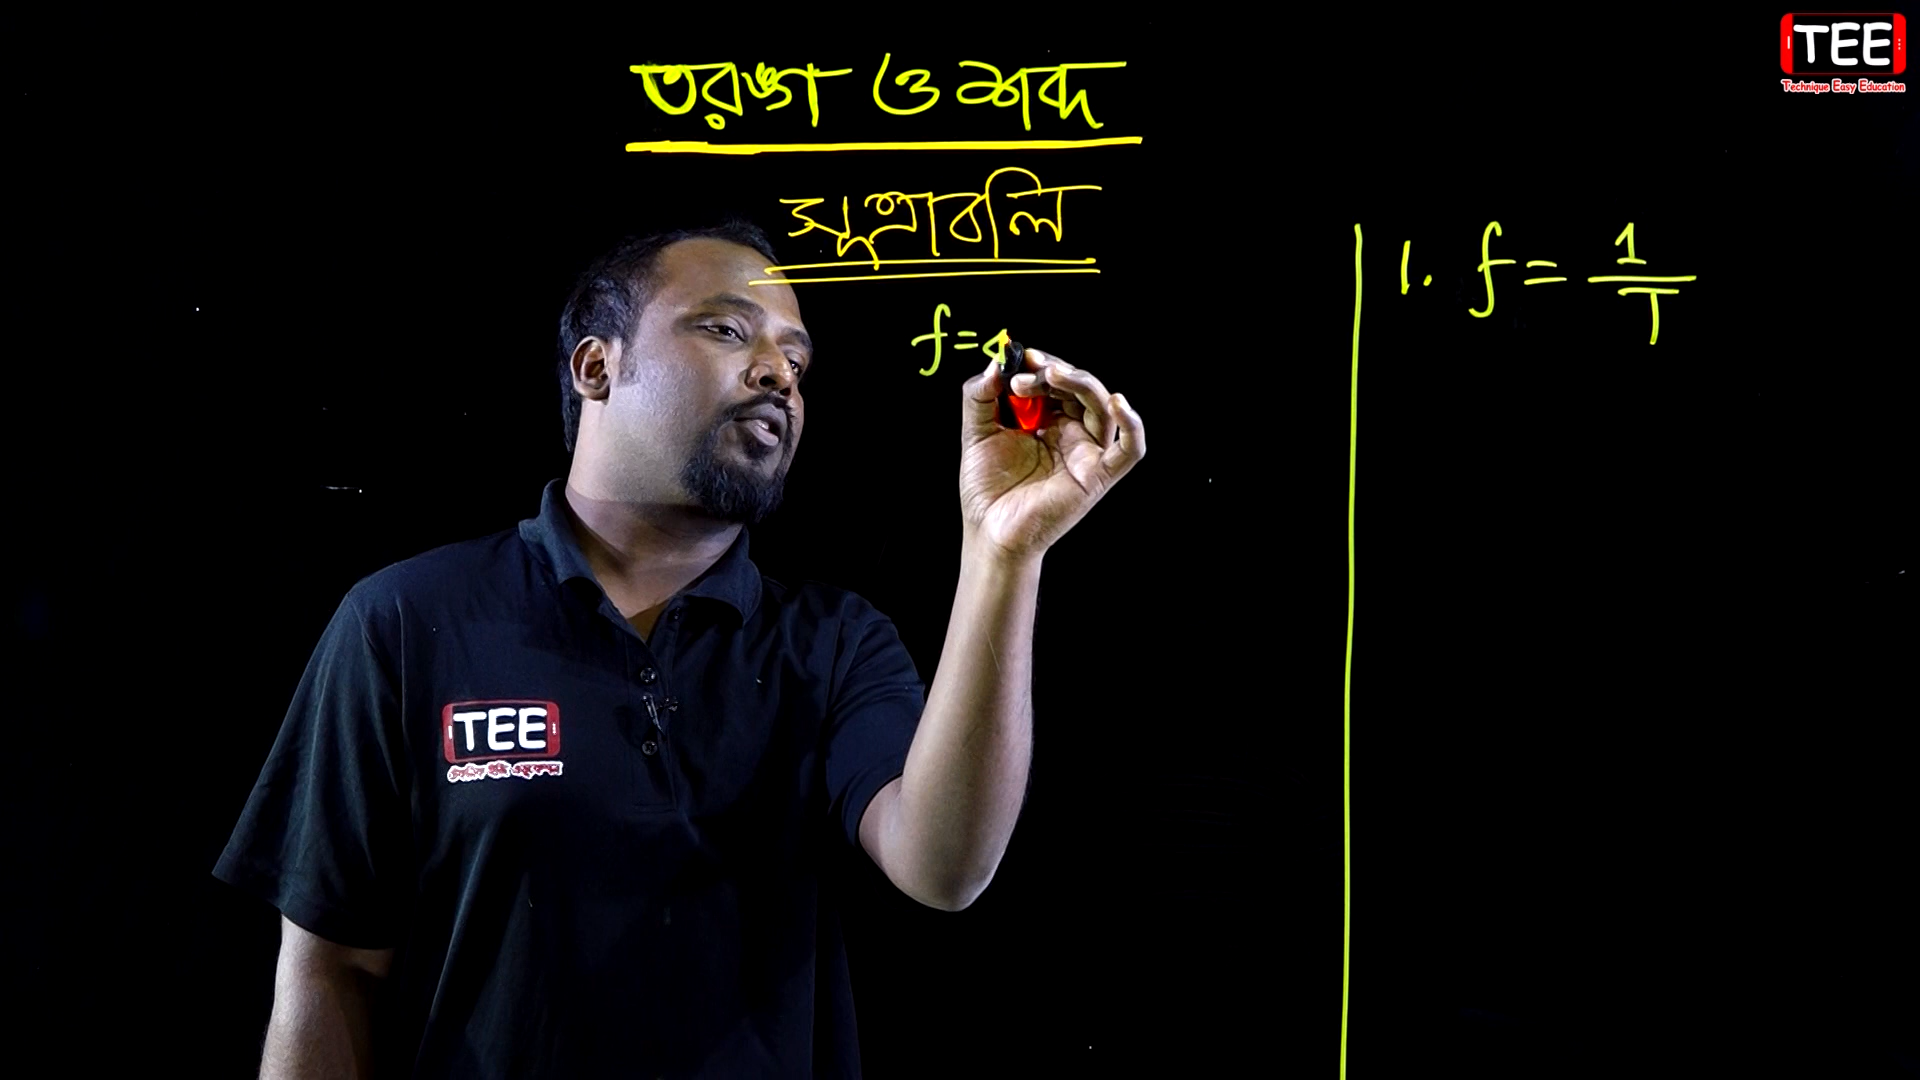 তরঙ্গ ও শব্দ
সূত্রাবলি
f=
1. f = 1/T
TEE
Technique Easy Education
TEE